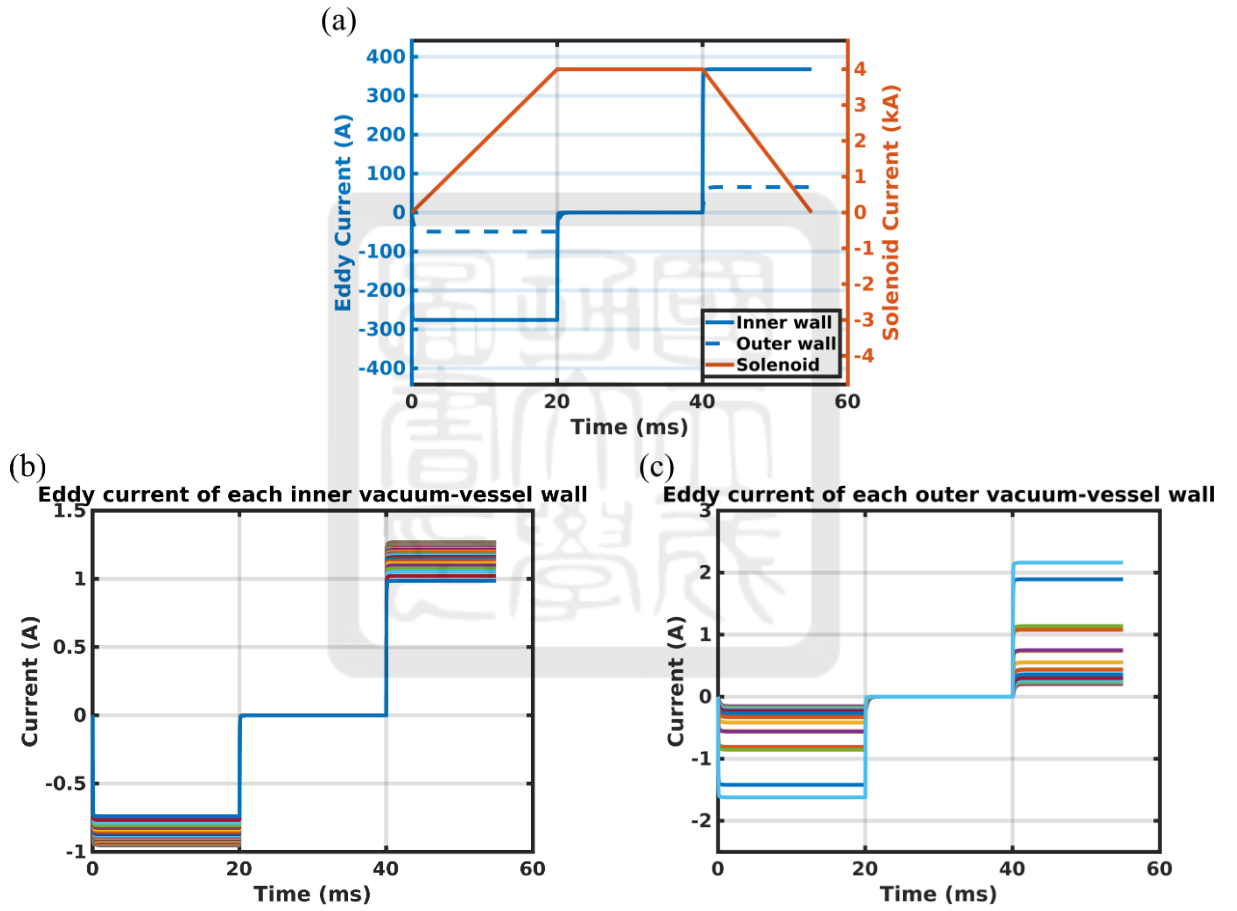 (a)
400
300
200
100
0
-100
-200
-300
-400
Eddy Current (A)
4
3
2
1
0
-1
-2
-3
-4
Solenoid Current (kA)
Inner wall
Outer wall
Solenoid
0 20 40 60
Time (ms)
(b)
Eddy current of each inner vacuum-vessel wall
1.5
1
0.5
0
-0.5
-1
Current (A)
0 20 40 60
Time (ms)
(c)
Eddy current of each outer vacuum-vessel wall
3
2
1
0
-1
-2
Current (A)
0 20 40 60
Time (ms)